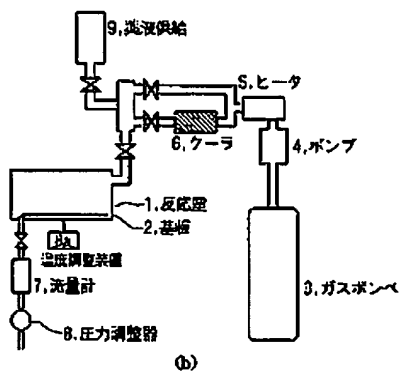 9,溶液供給
5,ヒータ
6,クーラ
4,ポンプ
1,反応室
2,基板
温度調整装置
7,流量計
3,ガスボンベ
8,圧力調整器
(b)